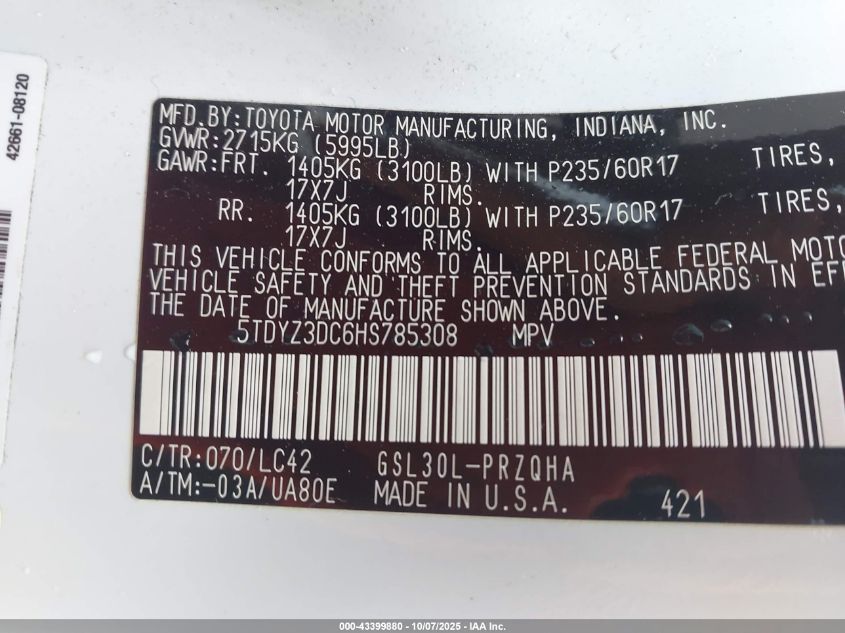 42661-08120
MFD.BY:TOYOTA MOTOR MANUFACTURING, INDIANA, INC.
GVWR:2715KG (5995LB)
GAWR:FRT. 1405KG (3100LB) WITH P235/60R17 TIRES,
17X7J RIMS.
RR. 1405KG (3100LB) WITH P235/60R17 TIRES,
17X7J RIMS.
THIS VEHICLE CONFORMS TO ALL APPLICABLE FEDERAL MOTO
VEHICLE SAFETY AND THEFT PREVENTION STANDARDS IN EFF
THE DATE OF MANUFACTURE SHOWN ABOVE.
5TDYZ3DC6HS785308 MPV
C/TR:070/LC42 GSL30L-PRZQHA
A/TM:-03A/UA80E MADE IN U.S.A. 421
000-43399880 - 10/07/2025 - IAA Inc.